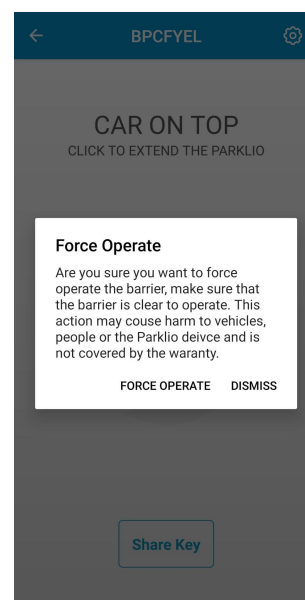 BPCFYEL
CAR ON TOP
CLICK TO EXTEND THE PARKLIO
Force Operate
Are you sure you want to force
operate the barrier, make sure that
the barrier is clear to operate. This
action may couse harm to vehicles,
people or the Parklio deivce and is
not covered by the waranty.
FORCE OPERATE DISMISS
Share Key